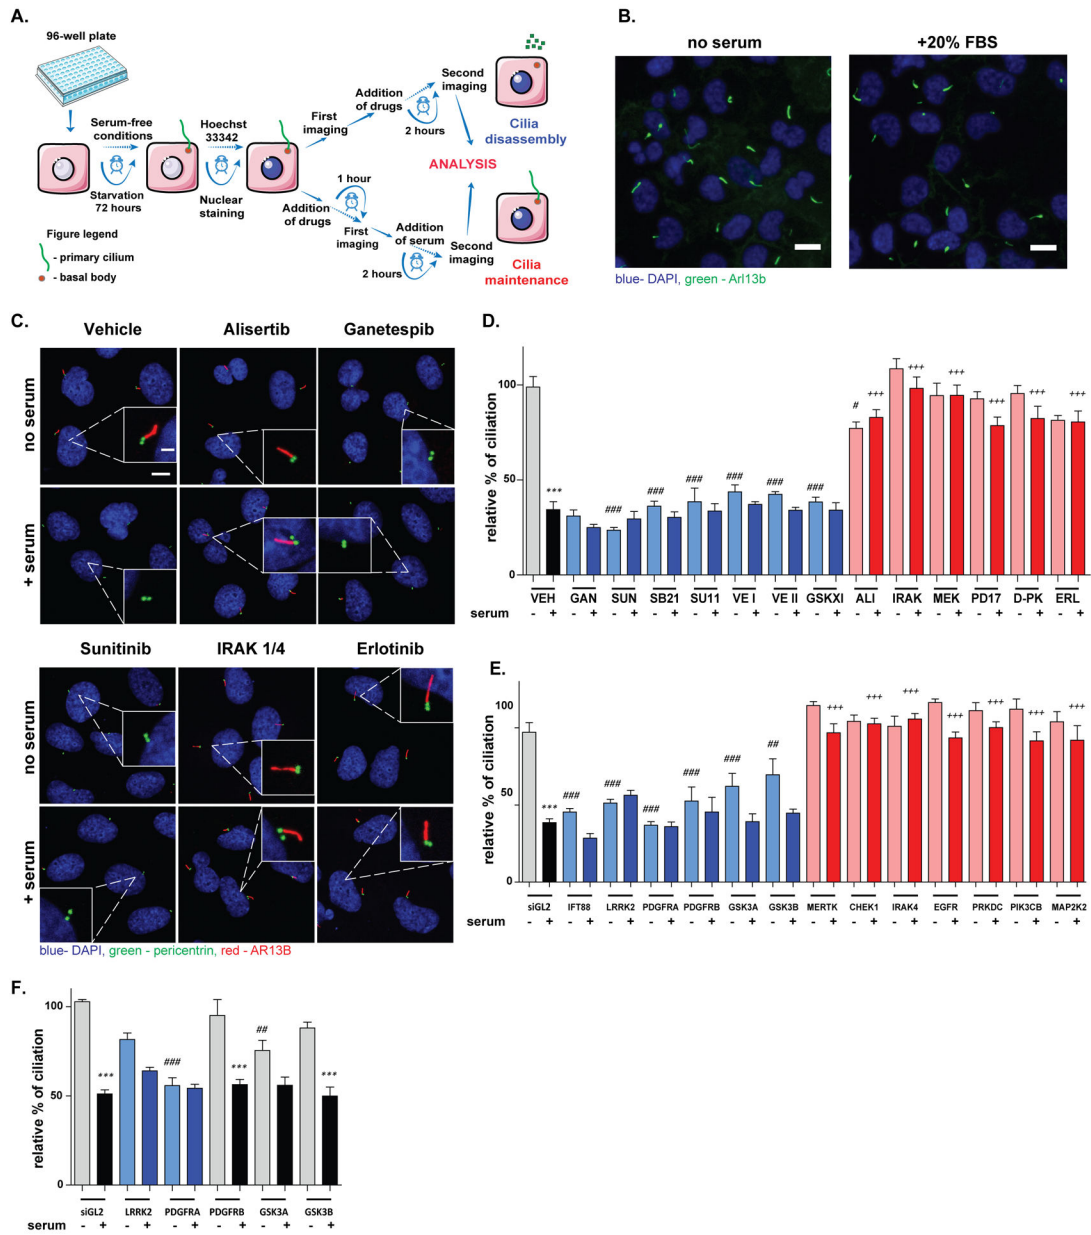 A.
96-well plate
Serum-free
conditions
Starvation
72 hours
Hoechst
33342
Nuclear
staining
First
imaging
Addition
of drugs
2 hours
Second
imaging
Cilia
disassembly
ANALYSIS
Addition
of drugs
1 hour
First
imaging
Addition
of serum
2 hours
Second
imaging
Cilia
maintenance
Figure legend
- primary cilium
- basal body
B.
no serum
+20% FBS
blue- DAPI, green - Arl13b
C.
Vehicle
Alisertib
Ganetespib
no serum
+ serum
Sunitinib
IRAK 1/4
Erlotinib
no serum
+ serum
blue- DAPI, green - pericentrin, red - AR13B
D.
relative % of ciliation
100
50
0
*** ### ### ### ### ### ### # +++ +++ +++ +++ +++ +++
VEH GAN SUN SB21 SU11 VE I VE II GSKXI ALI IRAK MEK PD17 D-PK ERL
serum - + - + - + - + - + - + - + - + - + - + - + - + - + - +
E.
relative % of ciliation
100
50
0
*** ### ### ### ### ### ## +++ +++ +++ +++ +++ +++ +++
siGL2 IFT88 LRRK2 PDGFRA PDGFRB GSK3A GSK3B MERTK CHEK1 IRAK4 EGFR PRKDC PIK3CB MAP2K2
serum - + - + - + - + - + - + - + - + - + - + - + - + - + - +
F.
relative % of ciliation
100
50
0
*** ### *** ## ***
siGL2 LRRK2 PDGFRA PDGFRB GSK3A GSK3B
serum - + - + - + - + - + - +